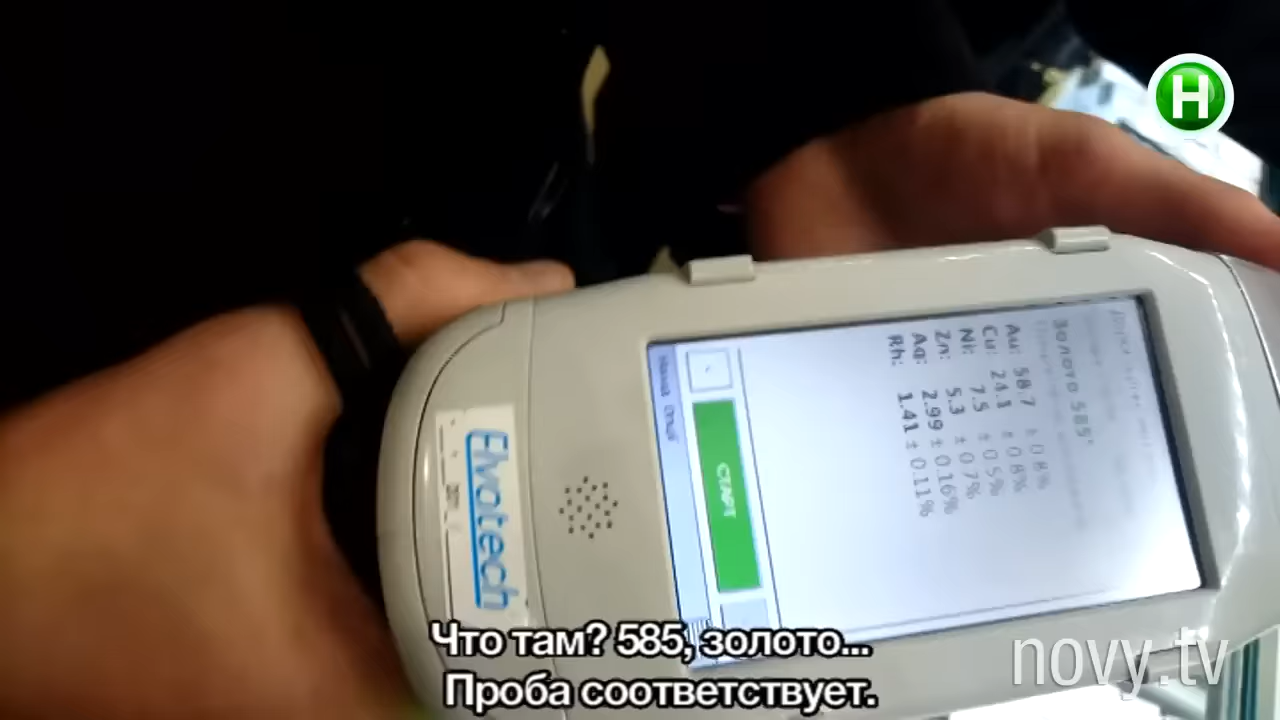 H
Золото 585°
Au: 58.7 ± 0.8%
Cu: 24.1 ± 0.8%
Ni: 7.5 ± 0.5%
Zn: 5.3 ± 0.7%
Ag: 2.99 ± 0.16%
Rh: 1.41 ± 0.11%
СТАРТ
Elvatech
Что там? 585, золото...
Проба соответствует.
novy.tv